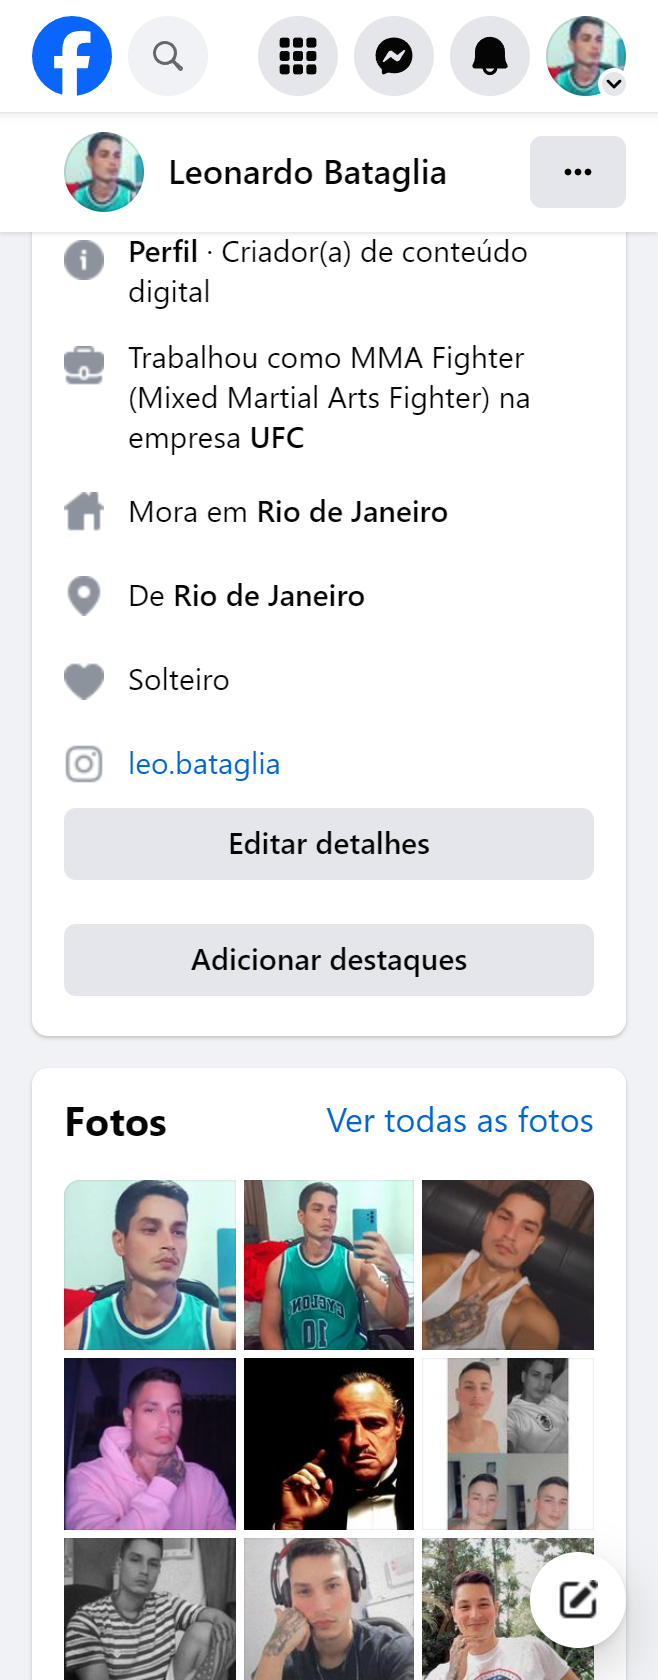 Leonardo Bataglia
Perfil · Criador(a) de conteúdo
digital
Trabalhou como MMA Fighter
(Mixed Martial Arts Fighter) na
empresa UFC
Mora em Rio de Janeiro
De Rio de Janeiro
Solteiro
leo.bataglia
Editar detalhes
Adicionar destaques
Fotos
Ver todas as fotos
CYCLONE
10